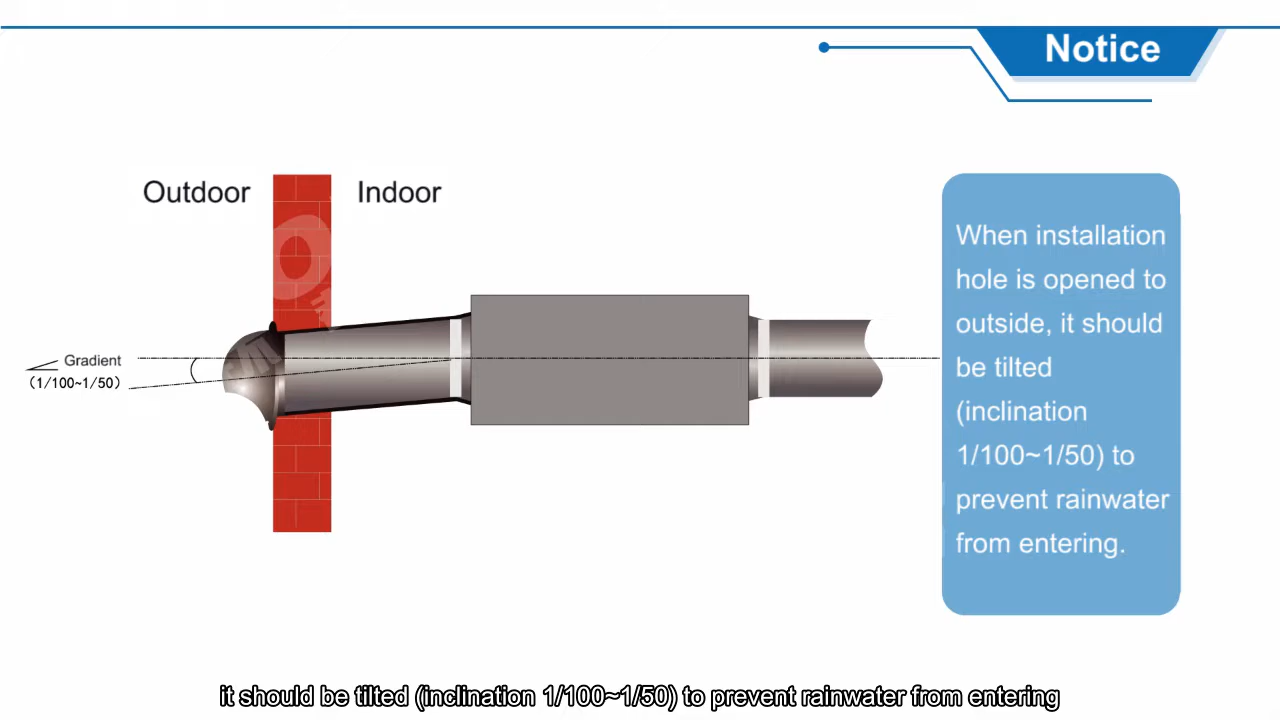 Notice
Outdoor
Indoor
Gradient
(1/100~1/50)
When installation
hole is opened to
outside, it should
be tilted
(inclination
1/100~1/50) to
prevent rainwater
from entering.
it should be tilted (inclination 1/100~1/50) to prevent rainwater from entering